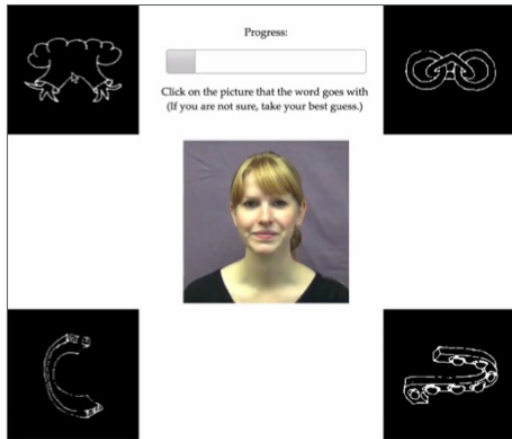 Progress:
Click on the picture that the word goes with
(If you are not sure, take your best guess.)